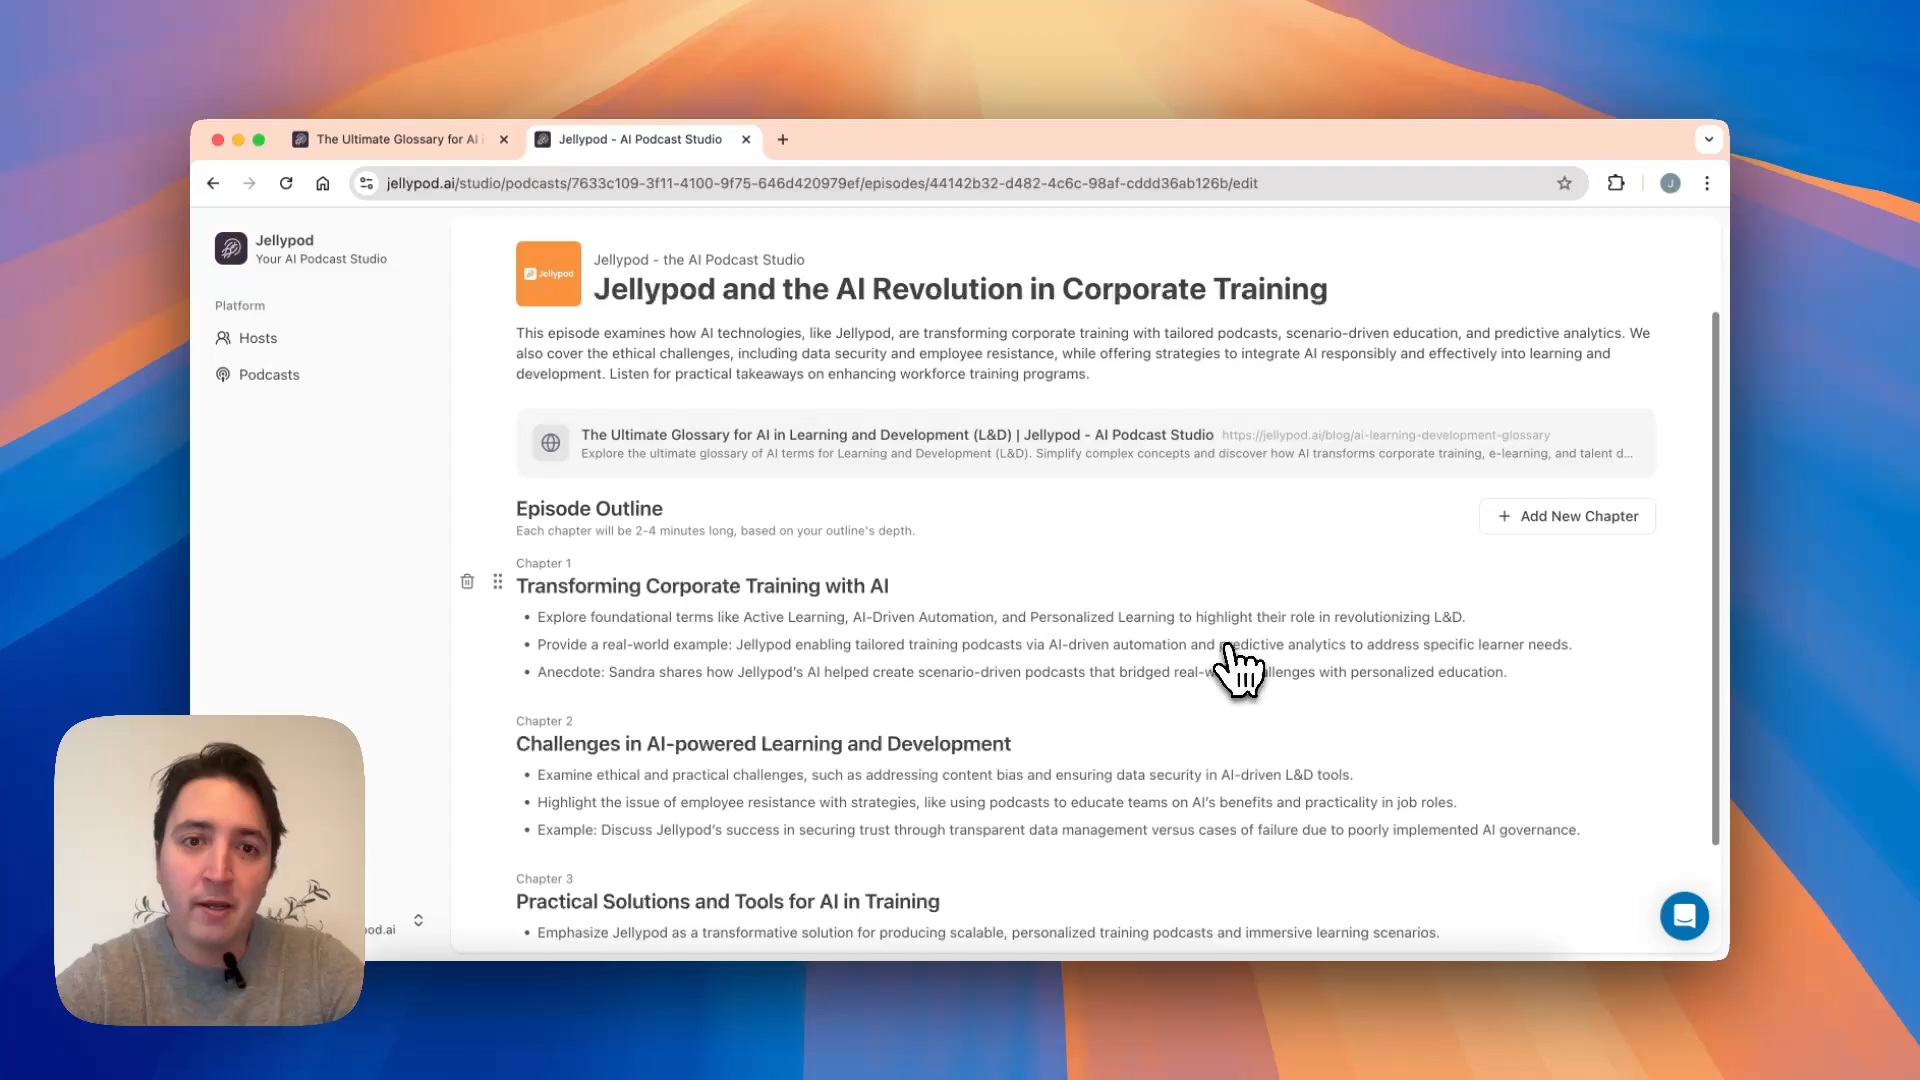 The Ultimate Glossary for AI
Jellypod - AI Podcast Studio
jellypod.ai/studio/podcasts/7633c109-3f11-4100-9f75-646d420979ef/episodes/44142b32-d482-4c6c-98af-cddd36ab126b/edit
J
Jellypod
Your AI Podcast Studio
Platform
Hosts
Podcasts
Jellypod
Jellypod - the AI Podcast Studio
Jellypod and the AI Revolution in Corporate Training
This episode examines how AI technologies, like Jellypod, are transforming corporate training with tailored podcasts, scenario-driven education, and predictive analytics. We
also cover the ethical challenges, including data security and employee resistance, while offering strategies to integrate AI responsibly and effectively into learning and
development. Listen for practical takeaways on enhancing workforce training programs.
The Ultimate Glossary for AI in Learning and Development (L&D) | Jellypod - AI Podcast Studio https://jellypod.ai/blog/ai-learning-development-glossary
Explore the ultimate glossary of AI terms for Learning and Development (L&D). Simplify complex concepts and discover how AI transforms corporate training, e-learning, and talent d...
Episode Outline
Each chapter will be 2-4 minutes long, based on your outline's depth.
+ Add New Chapter
Chapter 1
Transforming Corporate Training with AI
• Explore foundational terms like Active Learning, AI-Driven Automation, and Personalized Learning to highlight their role in revolutionizing L&D.
• Provide a real-world example: Jellypod enabling tailored training podcasts via AI-driven automation and predictive analytics to address specific learner needs.
• Anecdote: Sandra shares how Jellypod's AI helped create scenario-driven podcasts that bridged real-w llenges with personalized education.
Chapter 2
Challenges in AI-powered Learning and Development
• Examine ethical and practical challenges, such as addressing content bias and ensuring data security in AI-driven L&D tools.
• Highlight the issue of employee resistance with strategies, like using podcasts to educate teams on AI's benefits and practicality in job roles.
• Example: Discuss Jellypod's success in securing trust through transparent data management versus cases of failure due to poorly implemented AI governance.
Chapter 3
Practical Solutions and Tools for AI in Training
• Emphasize Jellypod as a transformative solution for producing scalable, personalized training podcasts and immersive learning scenarios.
od.ai